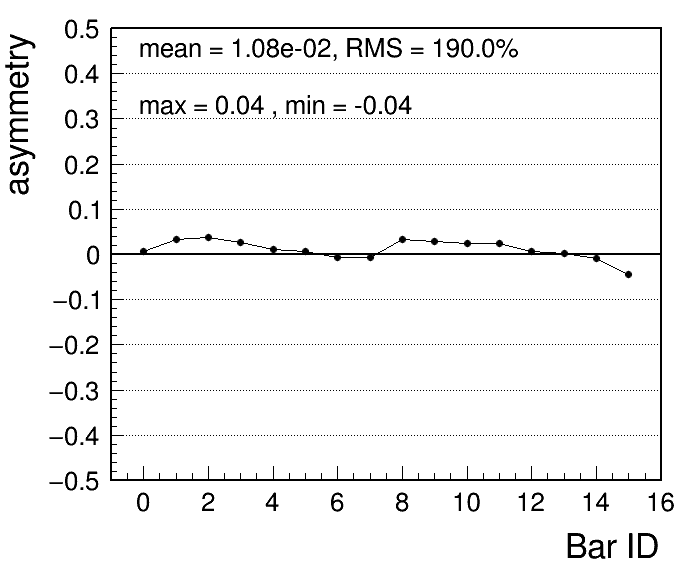 asymmetry
0.5
0.4
0.3
0.2
0.1
0
−0.1
−0.2
−0.3
−0.4
−0.5
mean = 1.08e-02, RMS = 190.0%
max = 0.04 , min = -0.04
0 2 4 6 8 10 12 14 16
Bar ID